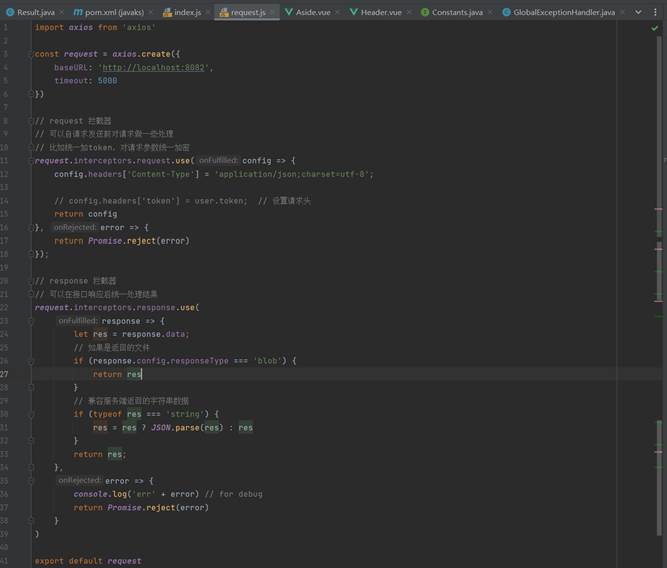 Result.java × pom.xml (javaks) × index.js × request.js × Aside.vue × Header.vue × Constants.java × GlobalExceptionHandler.java ×
1 import axios from 'axios'
2
3 const request = axios.create({
4 baseURL: 'http://localhost:8082',
5 timeout: 5000
6 })
7
8 // request 拦截器
9 // 可以自请求发送前对请求做一些处理
10 // 比如统一加token，对请求参数统一加密
11 request.interceptors.request.use( onFulfilled: config => {
12 config.headers['Content-Type'] = 'application/json;charset=utf-8';
13
14 // config.headers['token'] = user.token; // 设置请求头
15 return config
16 }, onRejected: error => {
17 return Promise.reject(error)
18 });
19
20 // response 拦截器
21 // 可以在接口响应后统一处理结果
22 request.interceptors.response.use(
23 onFulfilled: response => {
24 let res = response.data;
25 // 如果是返回的文件
26 if (response.config.responseType === 'blob') {
27 return res
28 }
29 // 兼容服务端返回的字符串数据
30 if (typeof res === 'string') {
31 res = res ? JSON.parse(res) : res
32 }
33 return res;
34 },
35 onRejected: error => {
36 console.log('err' + error) // for debug
37 return Promise.reject(error)
38 }
39 )
40
41 export default request